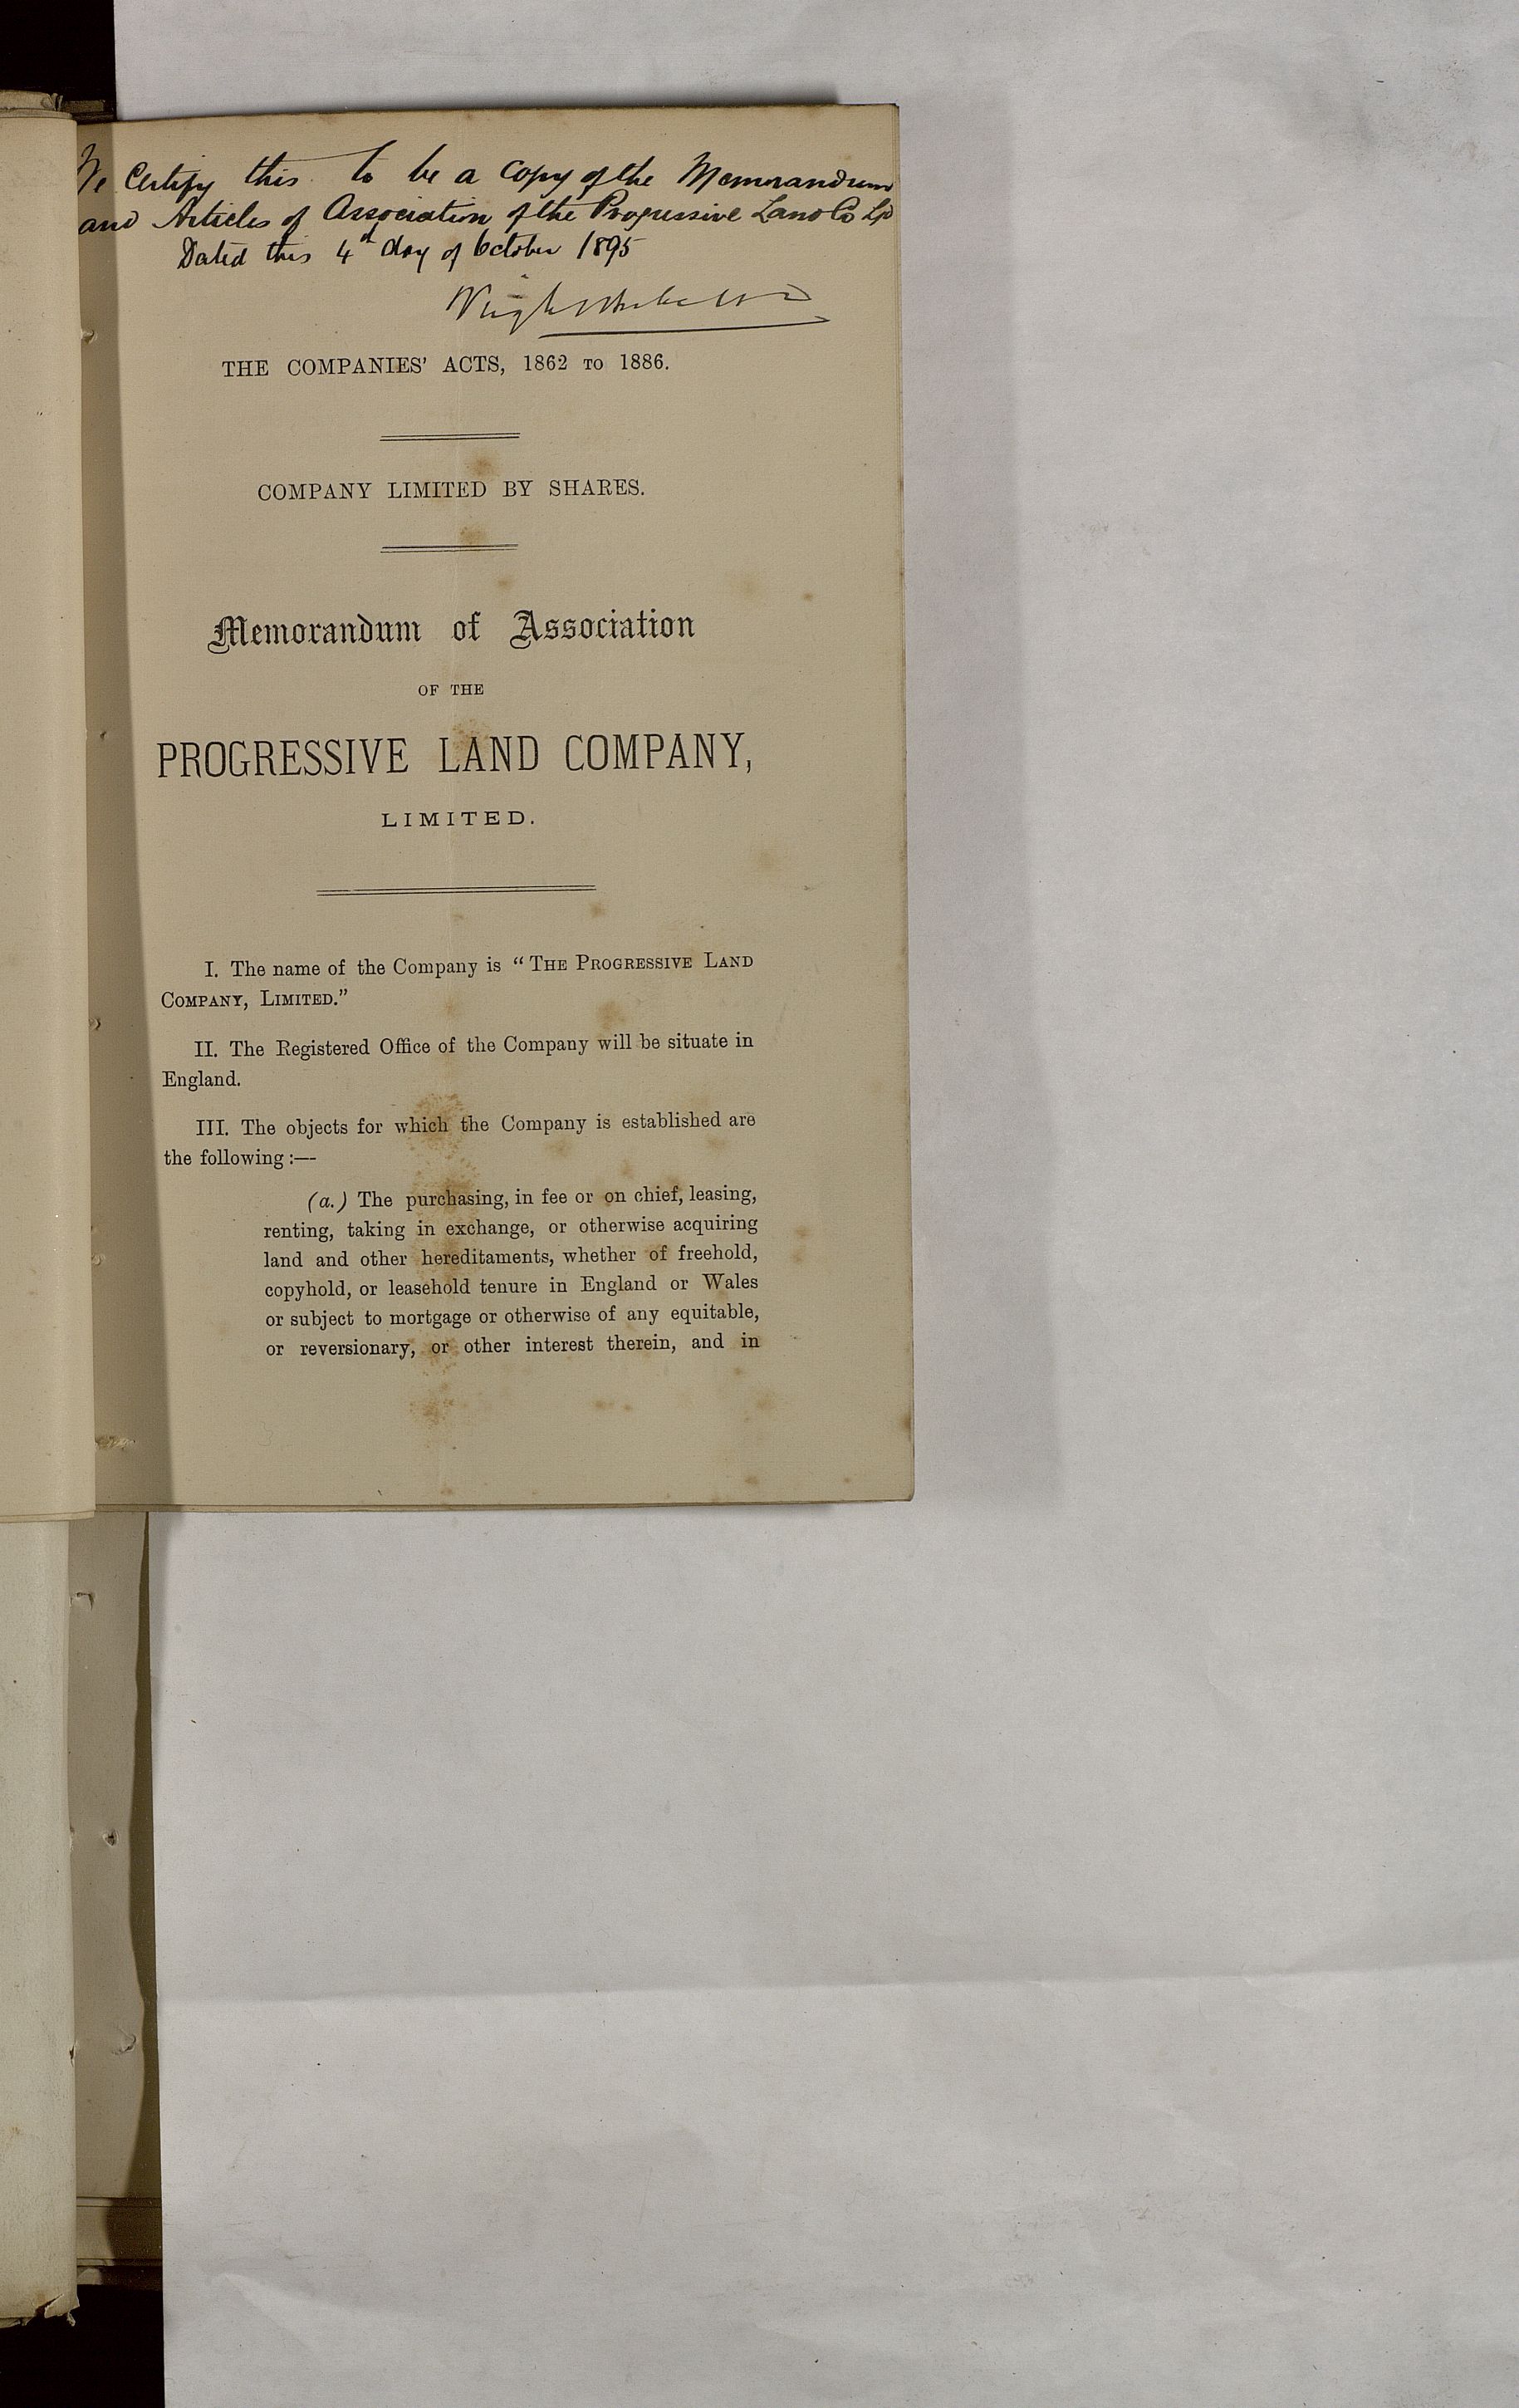 We Certify this to be a copy of the Memorandum
and Articles of Association of the Progressive Land Co Ld
Dated this 4th day of October 1895
THE COMPANIES' ACTS, 1862 TO 1886.
COMPANY LIMITED BY SHARES.
Memorandum of Association
OF THE
PROGRESSIVE LAND COMPANY,
LIMITED.
I. The name of the Company is “THE PROGRESSIVE LAND
COMPANY, LIMITED.”
II. The Registered Office of the Company will be situate in
England.
III. The objects for which the Company is established are
the following:—
(a.) The purchasing, in fee or on chief, leasing,
renting, taking in exchange, or otherwise acquiring
land and other hereditaments, whether of freehold,
copyhold, or leasehold tenure in England or Wales
or subject to mortgage or otherwise of any equitable,
or reversionary, or other interest therein, and in